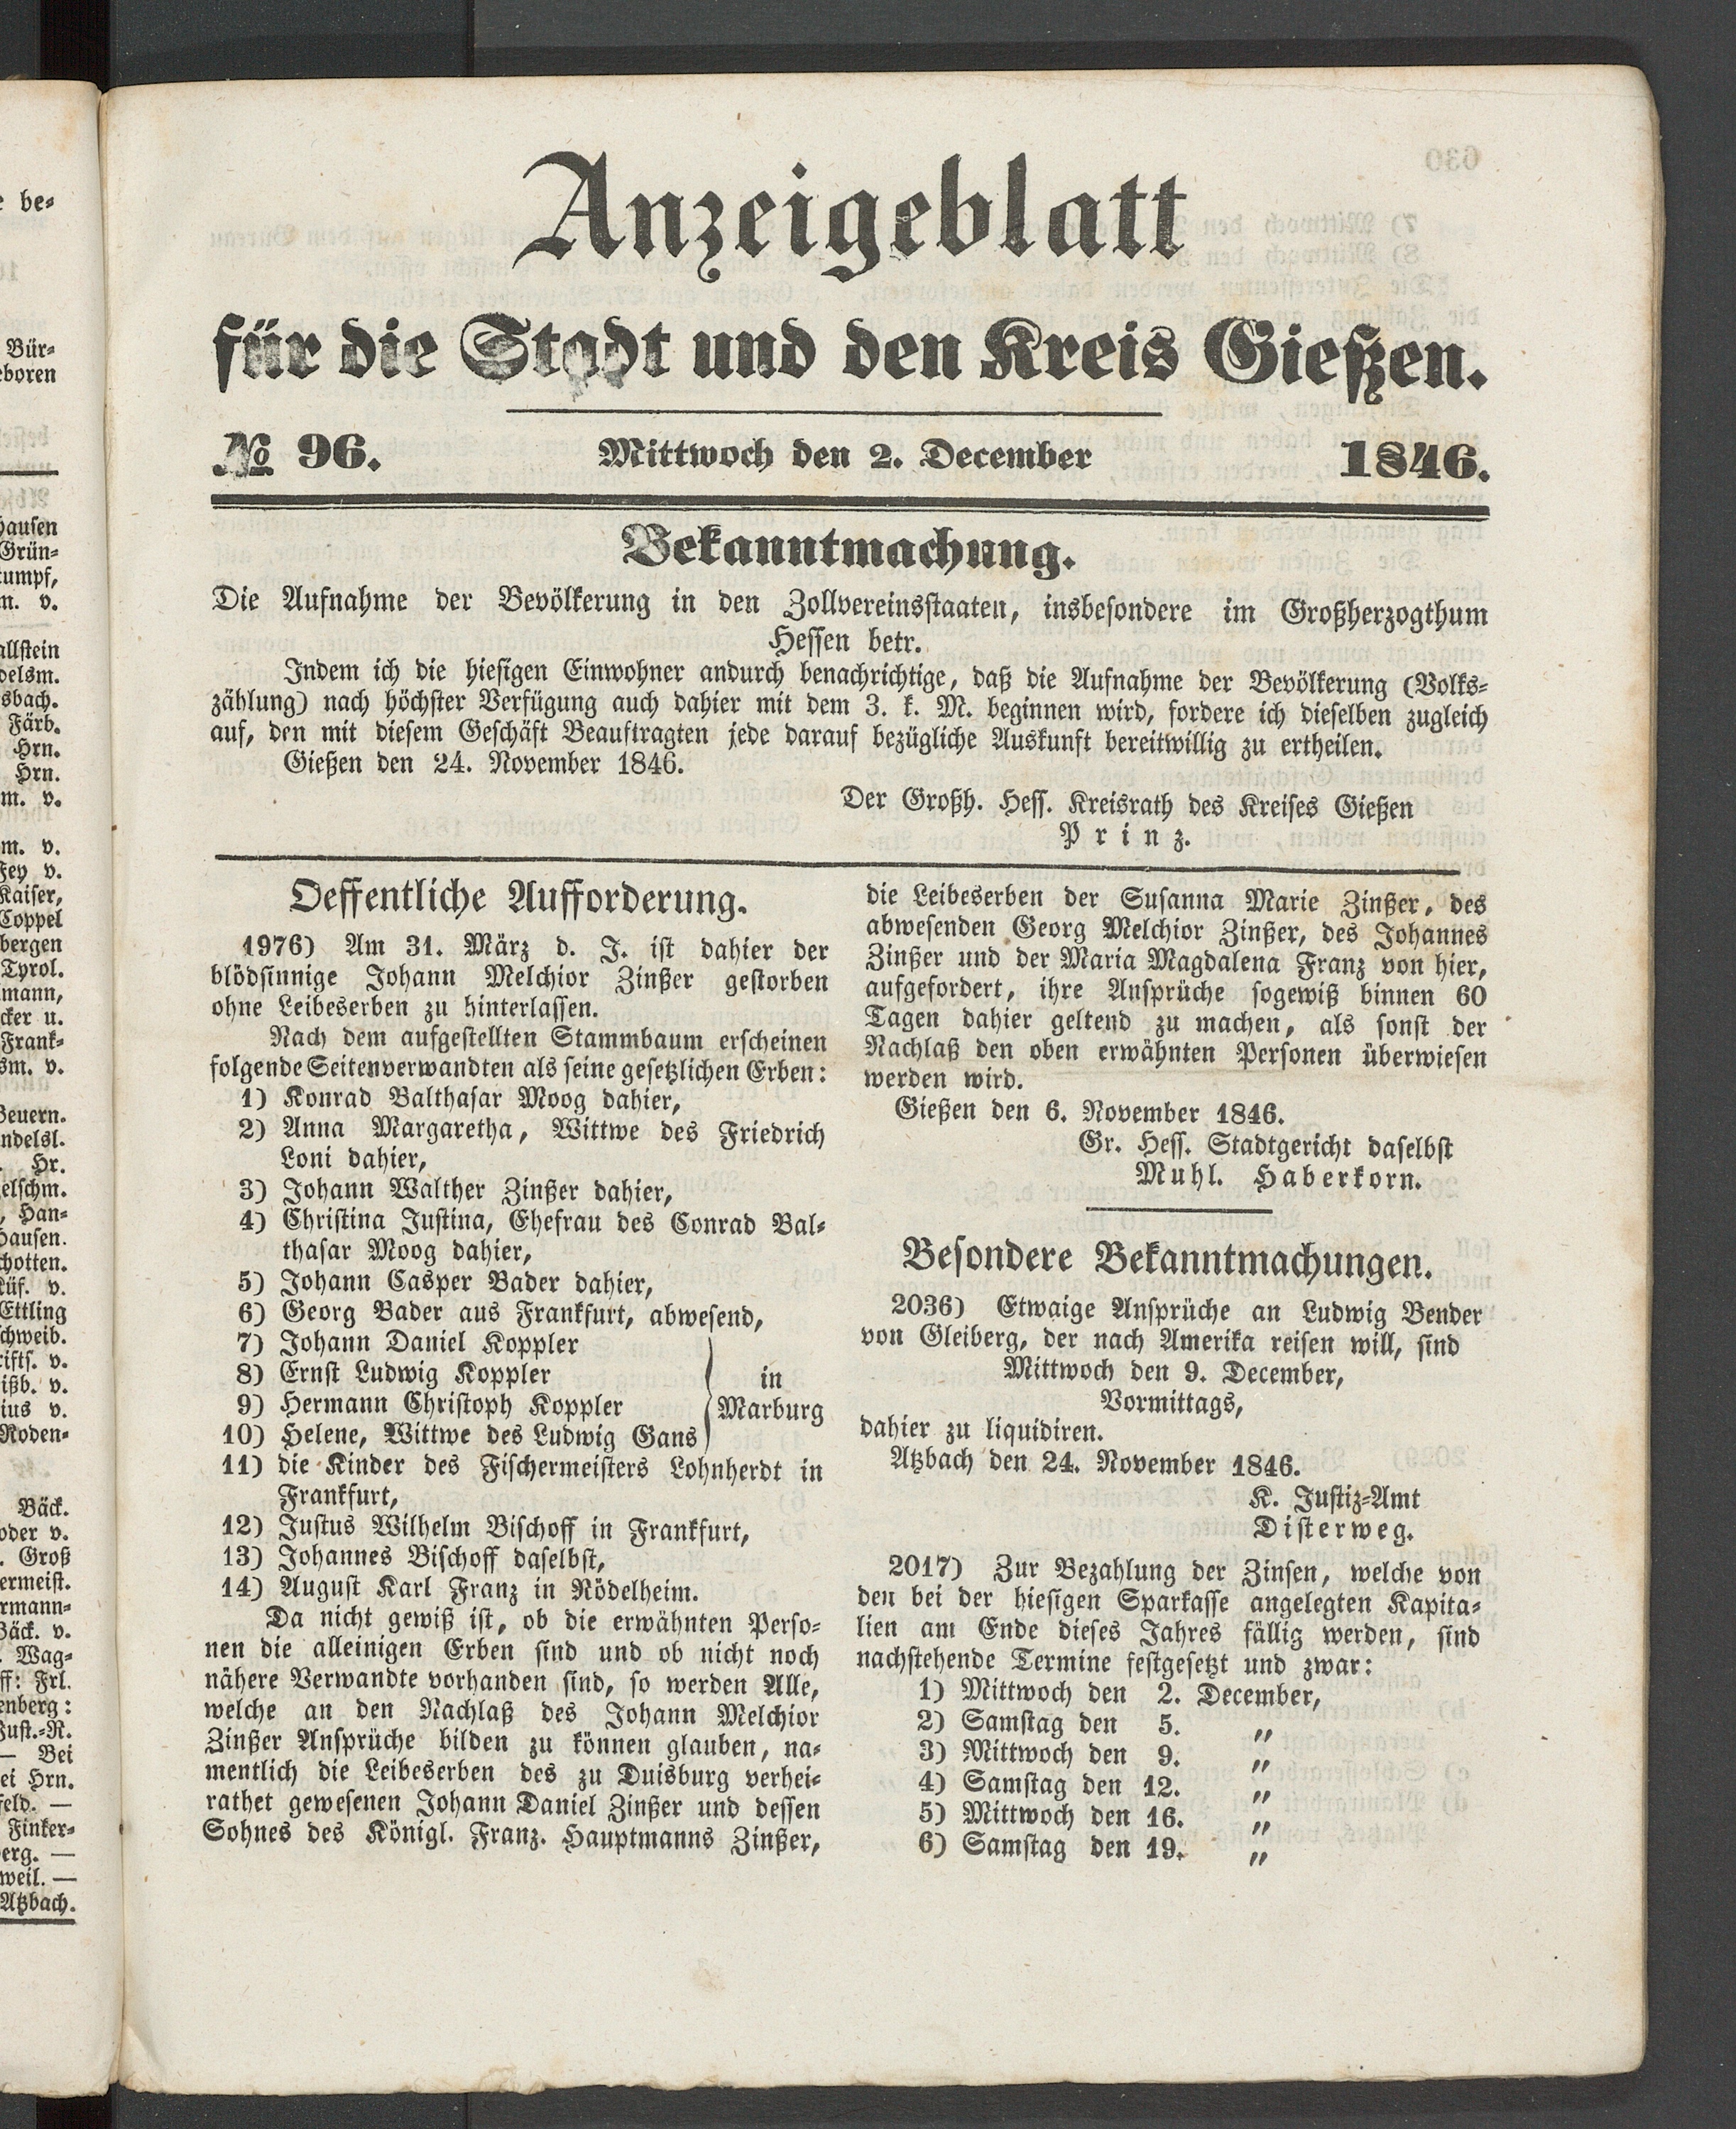 Anzeigeblatt
für die Stadt und den Kreis Gießen.
№ 96. Mittwoch den 2. December 1846.
Bekanntmachung.
Die Aufnahme der Bevölkerung in den Zollvereinsstaaten, insbesondere im Großherzogthum
Hessen betr.
Indem ich die hiesigen Einwohner andurch benachrichtige, daß die Aufnahme der Bevölkerung (Volks-
zählung) nach höchster Verfügung auch dahier mit dem 3. k. M. beginnen wird, fordere ich dieselben zugleich
auf, den mit diesem Geschäft Beauftragten jede darauf bezügliche Auskunft bereitwillig zu ertheilen.
Gießen den 24. November 1846.
Der Großh. Hess. Kreisrath des Kreises Gießen
Prinz.
Oeffentliche Aufforderung.
1976) Am 31. März d. J. ist dahier der
blödsinnige Johann Melchior Zinßer gestorben
ohne Leibeserben zu hinterlassen.
Nach dem aufgestellten Stammbaum erscheinen
folgende Seitenverwandten als seine gesetzlichen Erben:
1) Konrad Balthasar Moog dahier,
2) Anna Margaretha, Wittwe des Friedrich
Loni dahier,
3) Johann Walther Zinßer dahier,
4) Christina Justina, Ehefrau des Conrad Bal-
thasar Moog dahier,
5) Johann Casper Bader dahier,
6) Georg Bader aus Frankfurt, abwesend,
7) Johann Daniel Koppler
8) Ernst Ludwig Koppler in
9) Hermann Christoph Koppler Marburg
10) Helene, Wittwe des Ludwig Gans
11) die Kinder des Fischermeisters Lohnherdt in
Frankfurt,
12) Justus Wilhelm Bischoff in Frankfurt,
13) Johannes Bischoff daselbst,
14) August Karl Franz in Rödelheim.
Da nicht gewiß ist, ob die erwähnten Perso-
nen die alleinigen Erben sind und ob nicht noch
nähere Verwandte vorhanden sind, so werden Alle,
welche an den Nachlaß des Johann Melchior
Zinßer Ansprüche bilden zu können glauben, na-
mentlich die Leibeserben des zu Duisburg verhei-
rathet gewesenen Johann Daniel Zinßer und dessen
Sohnes des Königl. Franz. Hauptmanns Zinßer,
die Leibeserben der Susanna Marie Zinßer, des
abwesenden Georg Melchior Zinßer, des Johannes
Zinßer und der Maria Magdalena Franz von hier,
aufgefordert, ihre Ansprüche sogewiß binnen 60
Tagen dahier geltend zu machen, als sonst der
Nachlaß den oben erwähnten Personen überwiesen
werden wird.
Gießen den 6. November 1846.
Gr. Hess. Stadtgericht daselbst
Muhl. Haberkorn.
Besondere Bekanntmachungen.
2036) Etwaige Ansprüche an Ludwig Bender
von Gleiberg, der nach Amerika reisen will, sind
Mittwoch den 9. December,
Vormittags,
dahier zu liquidiren.
Atzbach den 24. November 1846.
K. Justiz-Amt
Disterweg.
2017) Zur Bezahlung der Zinsen, welche von
den bei der hiesigen Sparkasse angelegten Kapita-
lien am Ende dieses Jahres fällig werden, sind
nachstehende Termine festgesetzt und zwar:
1) Mittwoch den 2. December,
2) Samstag den 5. "
3) Mittwoch den 9. "
4) Samstag den 12. "
5) Mittwoch den 16. "
6) Samstag den 19. "